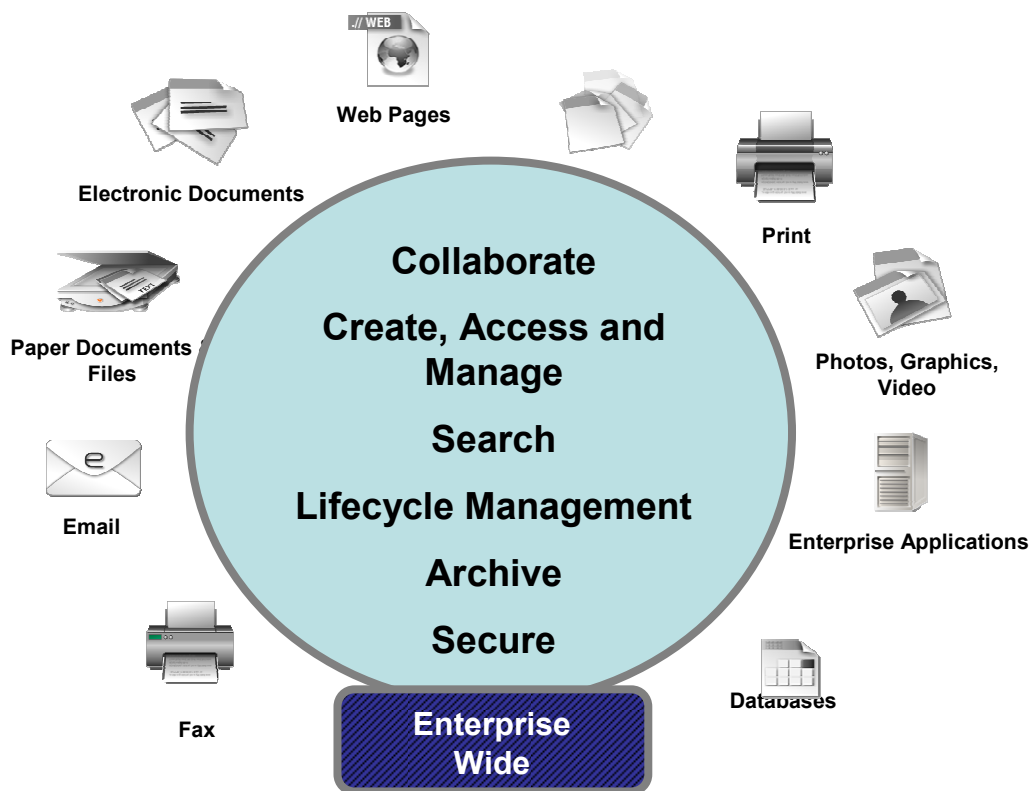 .// WEB
Web Pages
Electronic Documents
Print
Paper Documents
Files
Photos, Graphics,
Video
Email
Enterprise Applications
Fax
Databases
Collaborate
Create, Access and
Manage
Search
Lifecycle Management
Archive
Secure
Enterprise
Wide